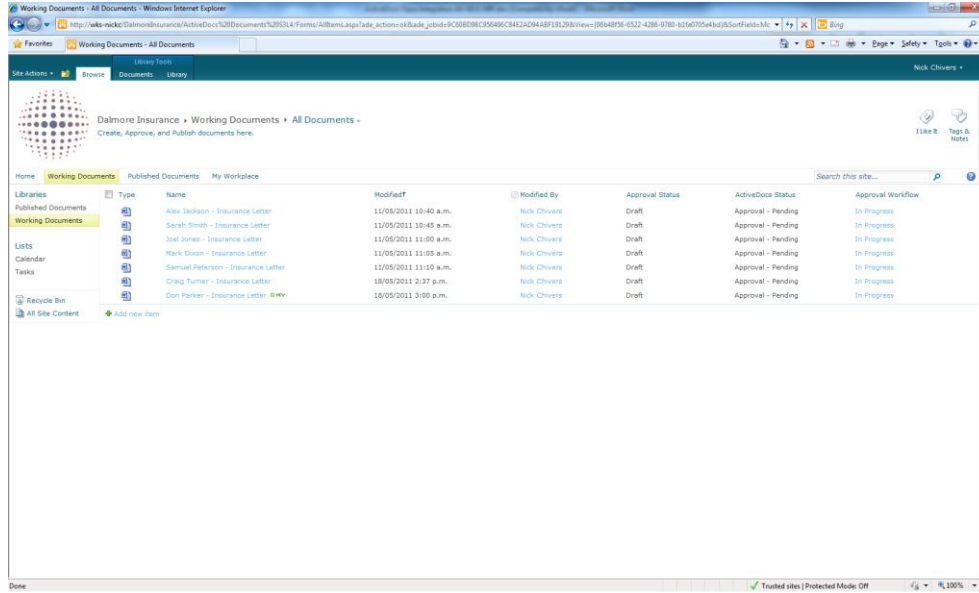 Working Documents - All Documents - Windows Internet Explorer
Bing
Favorites Working Documents - All Documents Page Safety Tools
Library Tools
Site Actions Browse Documents Library Nick Chivers
Dalmore Insurance Working Documents All Documents
Create, Approve, and Publish documents here.
I Like It Tags & Notes
Home Working Documents Published Documents My Workplace Search this site...
Libraries
Published Documents
Working Documents
Lists
Calendar
Tasks
Recycle Bin
All Site Content
Type Name Modified Modified By Approval Status ActiveDocs Status Approval Workflow
Alex Jackson - Insurance Letter 11/05/2011 10:40 a.m. Nick Chivers Draft Approval - Pending In Progress
Sarah Smith - Insurance Letter 11/05/2011 10:45 a.m. Nick Chivers Draft Approval - Pending In Progress
Joel Jones - Insurance Letter 11/05/2011 11:00 a.m. Nick Chivers Draft Approval - Pending In Progress
Mark Dixon - Insurance Letter 11/05/2011 11:05 a.m. Nick Chivers Draft Approval - Pending In Progress
Samuel Peterson - Insurance Letter 11/05/2011 11:10 a.m. Nick Chivers Draft Approval - Pending In Progress
Craig Turner - Insurance Letter 18/05/2011 2:37 p.m. Nick Chivers Draft Approval - Pending In Progress
Don Parker - Insurance Letter NEW 18/05/2011 3:00 p.m. Nick Chivers Draft Approval - Pending In Progress
Add new item
Done Trusted sites | Protected Mode: Off 100%